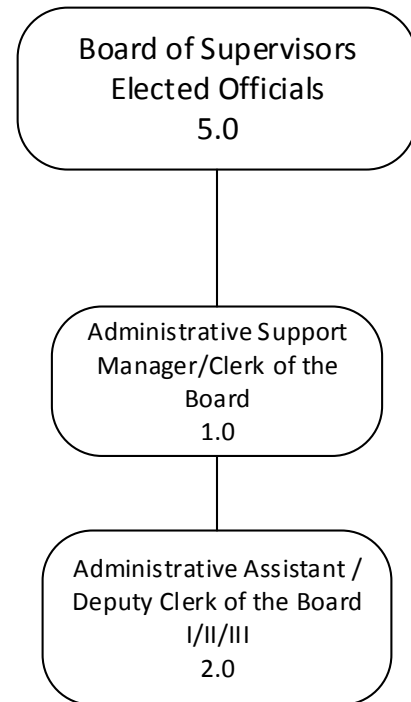 Board of Supervisors
Elected Officials
5.0
Administrative Support
Manager/Clerk of the
Board
1.0
Administrative Assistant /
Deputy Clerk of the Board
I/II/III
2.0